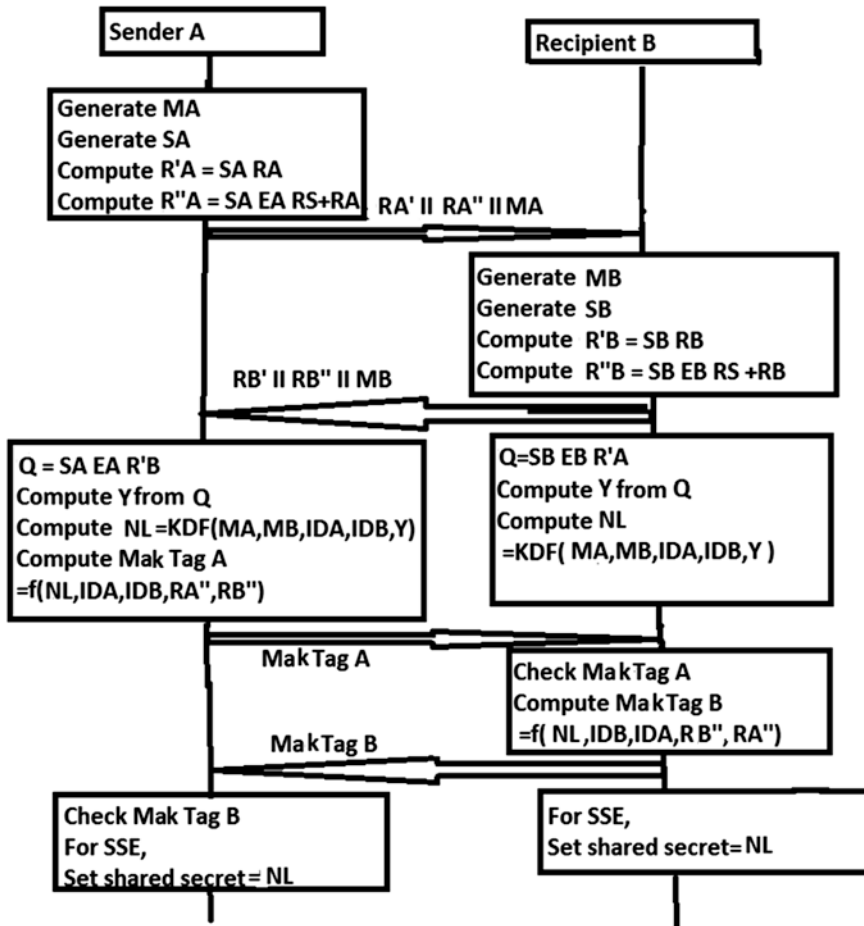 Sender A
Recipient B
Generate MA
Generate SA
Compute R'A = SA RA
Compute R"A = SA EA RS+RA
RA' II RA" II MA
Generate MB
Generate SB
Compute R'B = SB RB
Compute R"B = SB EB RS +RB
RB' II RB" II MB
Q = SA EA R'B
Compute Y from Q
Compute NL =KDF(MA,MB,IDA,IDB,Y)
Compute Mak Tag A
=f(NL,IDA,IDB,RA",RB")
Q=SB EB R'A
Compute Y from Q
Compute NL
=KDF( MA,MB,IDA,IDB,Y )
Mak Tag A
Check MakTag A
Compute MakTag B
=f( NL,IDB,IDA,R B", RA")
MakTag B
Check Mak Tag B
For SSE,
Set shared secret= NL
For SSE,
Set shared secret= NL